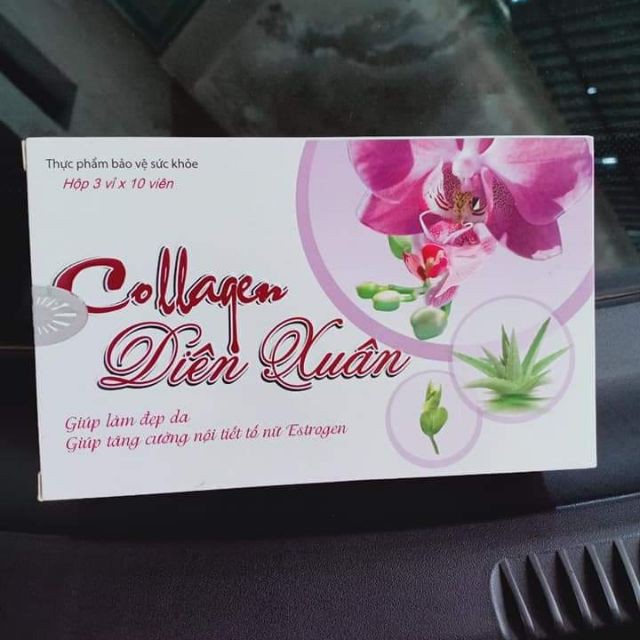 Thực phẩm bảo vệ sức khỏe
Hộp 3 vỉ x 10 viên
Collagen
Diên Xuân
Giúp làm đẹp da
Giúp tăng cường nội tiết tố nữ Estrogen